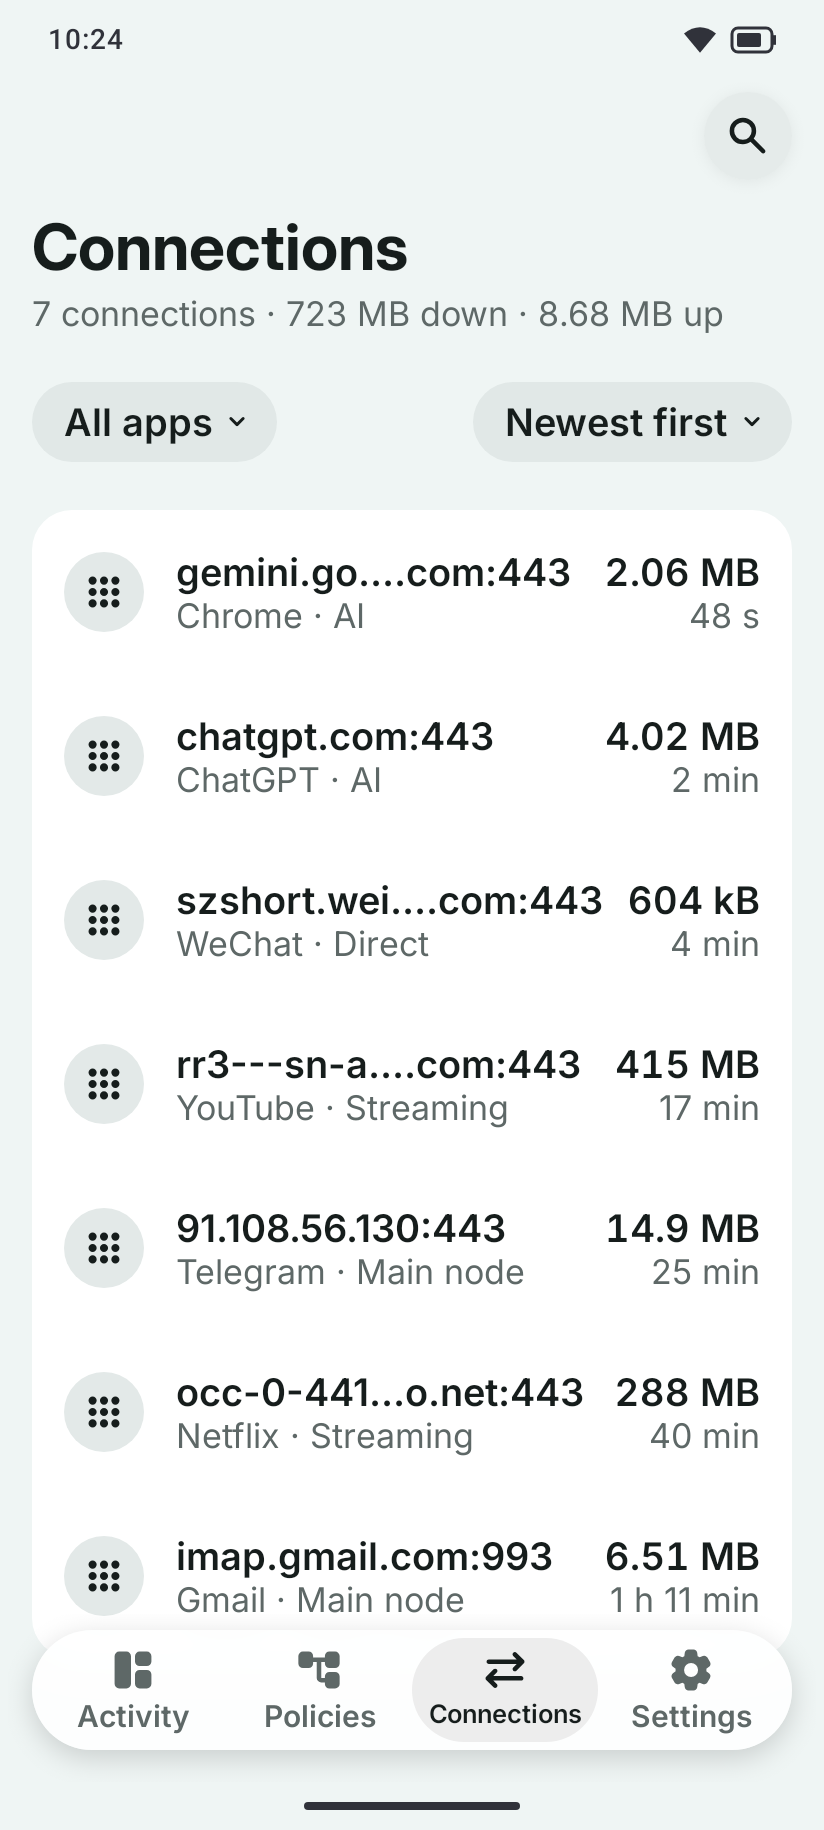 10:24
Connections
7 connections · 723 MB down · 8.68 MB up
All apps
Newest first
gemini.go....com:443 2.06 MB
Chrome · AI 48 s
chatgpt.com:443 4.02 MB
ChatGPT · AI 2 min
szshort.wei....com:443 604 kB
WeChat · Direct 4 min
rr3---sn-a....com:443 415 MB
YouTube · Streaming 17 min
91.108.56.130:443 14.9 MB
Telegram · Main node 25 min
occ-0-441...o.net:443 288 MB
Netflix · Streaming 40 min
imap.gmail.com:993 6.51 MB
Gmail · Main node 1 h 11 min
Activity
Policies
Connections
Settings